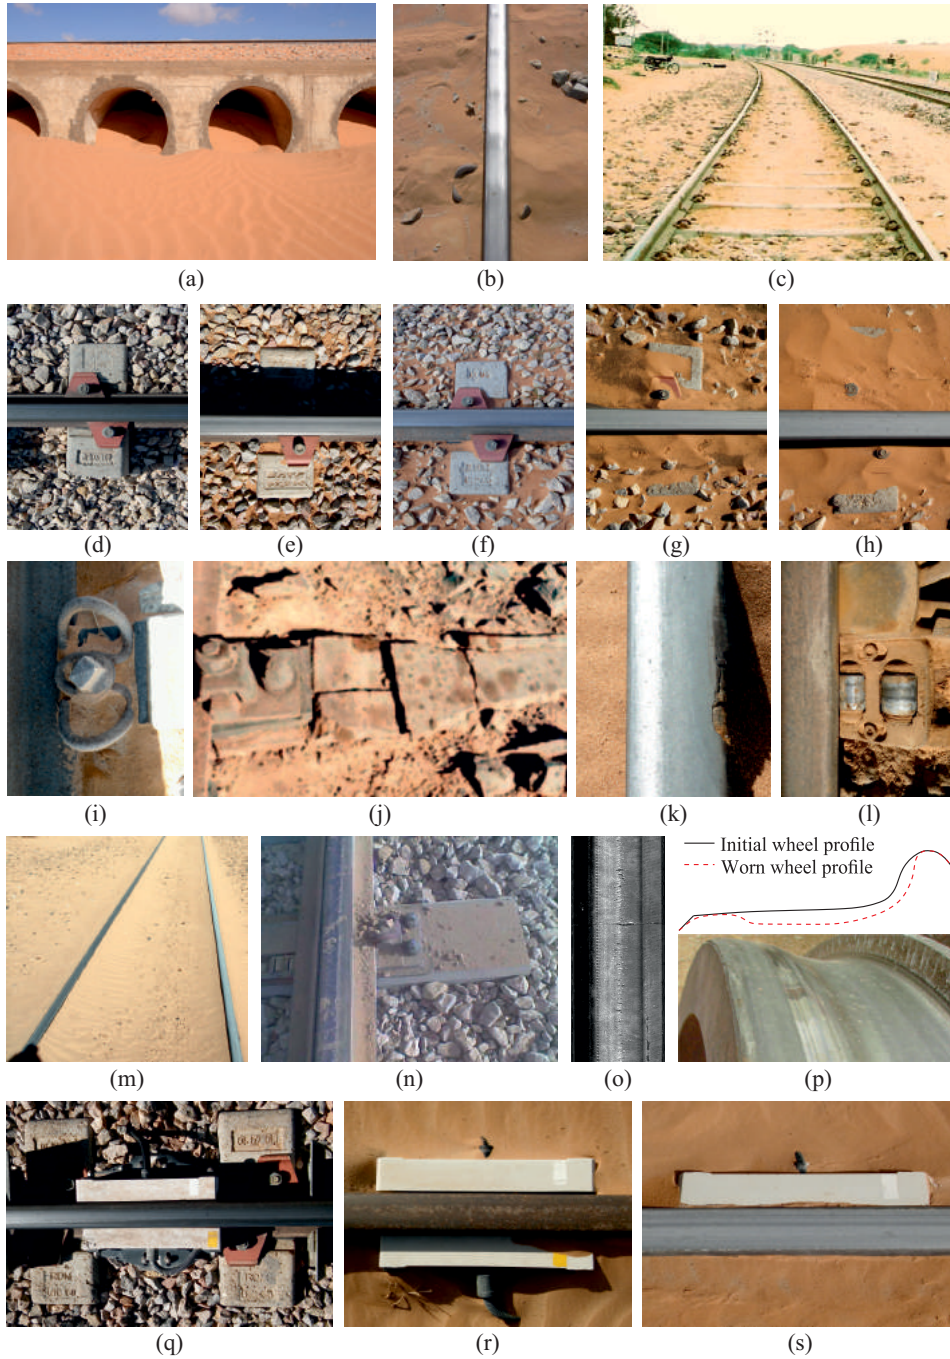 (a)
(b)
(c)
(d)
(e)
(f)
(g)
(h)
(i)
(j)
(k)
(l)
Initial wheel profile
Worn wheel profile
(m)
(n)
(o)
(p)
(q)
(r)
(s)